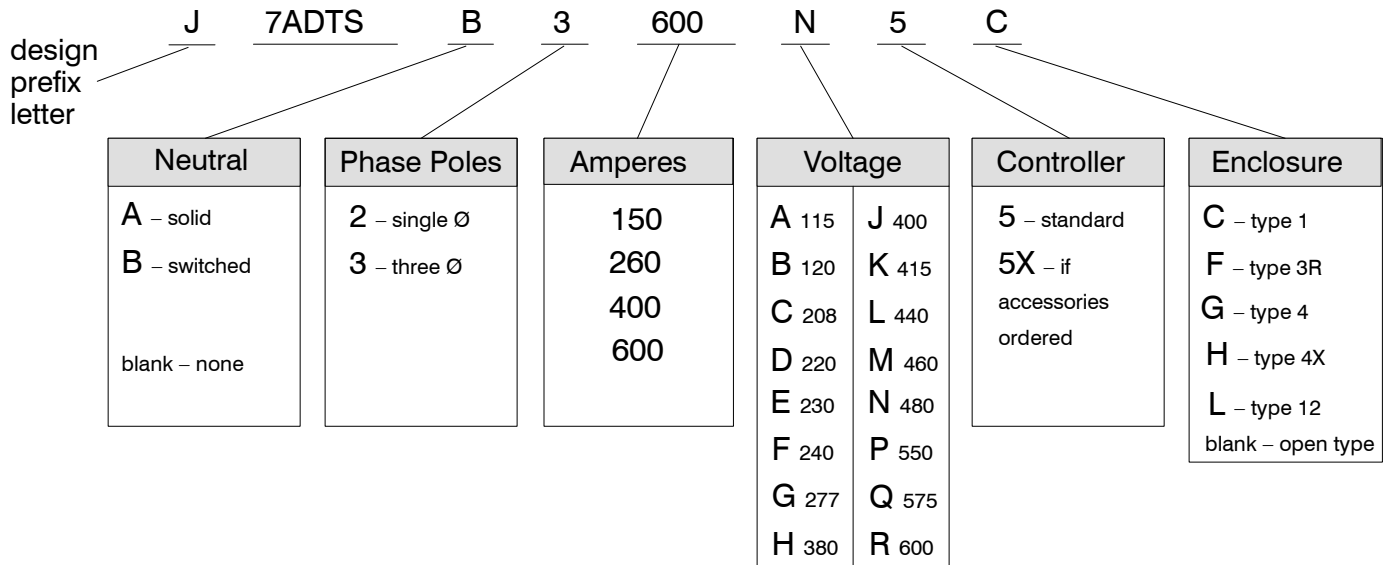 J 7ADTS B 3 600 N 5 C
design
prefix
letter
Neutral
A – solid
B – switched
blank – none
Phase Poles
2 – single Ø
3 – three Ø
Amperes
150
260
400
600
Voltage
A 115 J 400
B 120 K 415
C 208 L 440
D 220 M 460
E 230 N 480
F 240 P 550
G 277 Q 575
H 380 R 600
Controller
5 – standard
5X – if
accessories
ordered
Enclosure
C – type 1
F – type 3R
G – type 4
H – type 4X
L – type 12
blank – open type